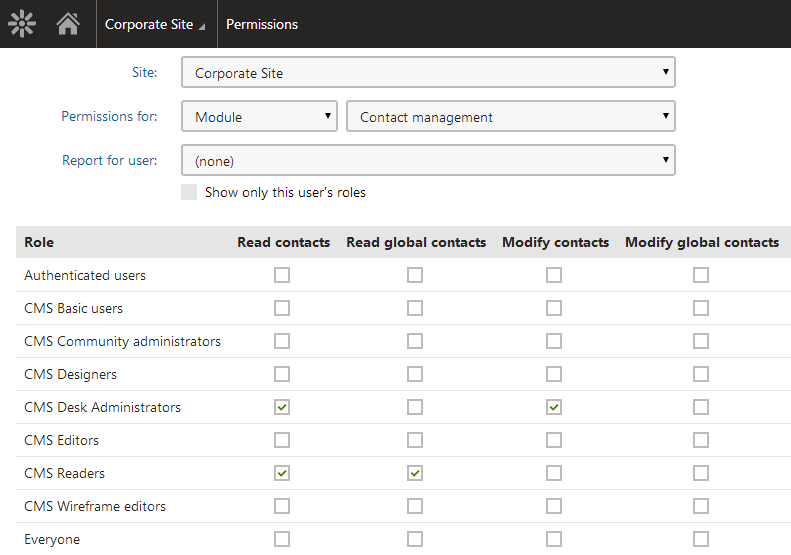 Corporate Site Permissions
Site: Corporate Site
Permissions for: Module Contact management
Report for user: (none)
Show only this user's roles
Role Read contacts Read global contacts Modify contacts Modify global contacts
Authenticated users
CMS Basic users
CMS Community administrators
CMS Designers
CMS Desk Administrators
CMS Editors
CMS Readers
CMS Wireframe editors
Everyone